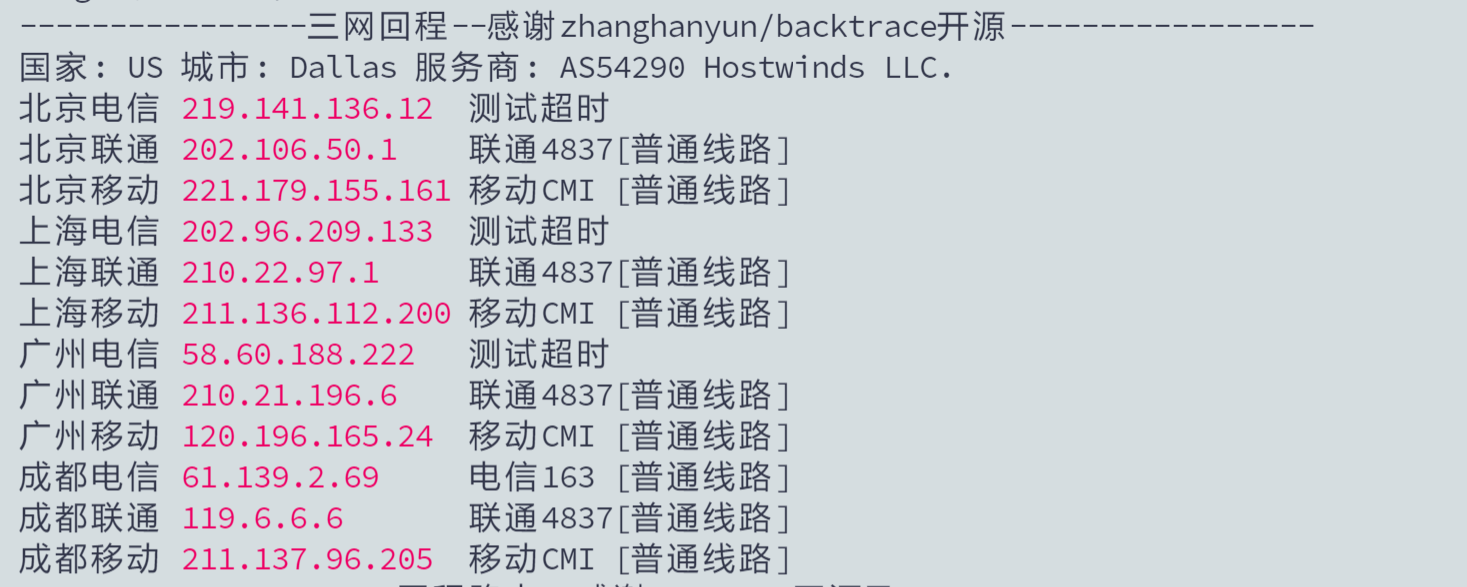 ----------------三网回程--感谢zhanghanyun/backtrace开源-----------------
国家: US 城市: Dallas 服务商: AS54290 Hostwinds LLC.
北京电信 219.141.136.12  测试超时
北京联通 202.106.50.1    联通4837[普通线路]
北京移动 221.179.155.161 移动CMI [普通线路]
上海电信 202.96.209.133  测试超时
上海联通 210.22.97.1     联通4837[普通线路]
上海移动 211.136.112.200 移动CMI [普通线路]
广州电信 58.60.188.222   测试超时
广州联通 210.21.196.6    联通4837[普通线路]
广州移动 120.196.165.24  移动CMI [普通线路]
成都电信 61.139.2.69     电信163 [普通线路]
成都联通 119.6.6.6       联通4837[普通线路]
成都移动 211.137.96.205  移动CMI [普通线路]